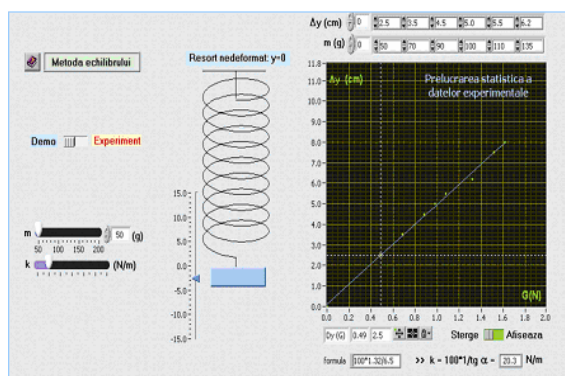 Δy (cm) 0 2.5 3.5 4.5 5.0 5.5 6.2
m (g) 0 50 70 90 100 110 135
Metoda echilibrului
Resort nedeformat: y=0
Demo Experiment
m 50 (g)
50 100 150 200
k (N/m)
15.0
10.0
5.0
0.0
-5.0
-10.0
-15.0
Δy (cm)
Prelucrarea statistica a
datelor experimentale
11.8
11.0
10.0
9.0
8.0
7.0
6.0
5.0
4.0
3.0
2.0
1.0
0.0
G(N)
0.0 0.2 0.4 0.6 0.8 1.0 1.2 1.4 1.6 1.8 2.0
Dy (G) 0.49 2.5 Sterge Afiseaza
formula 100*1.32/6.5 >> k = 100*1/tg α = 20.3 N/m